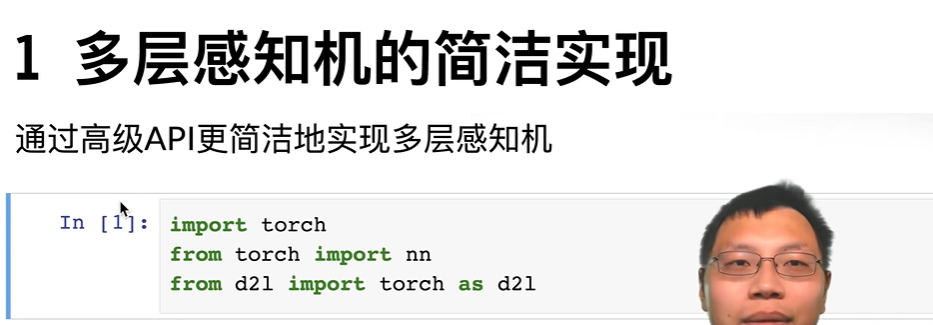 1 多层感知机的简洁实现
通过高级API更简洁地实现多层感知机
In [1]: import torch
from torch import nn
from d2l import torch as d2l